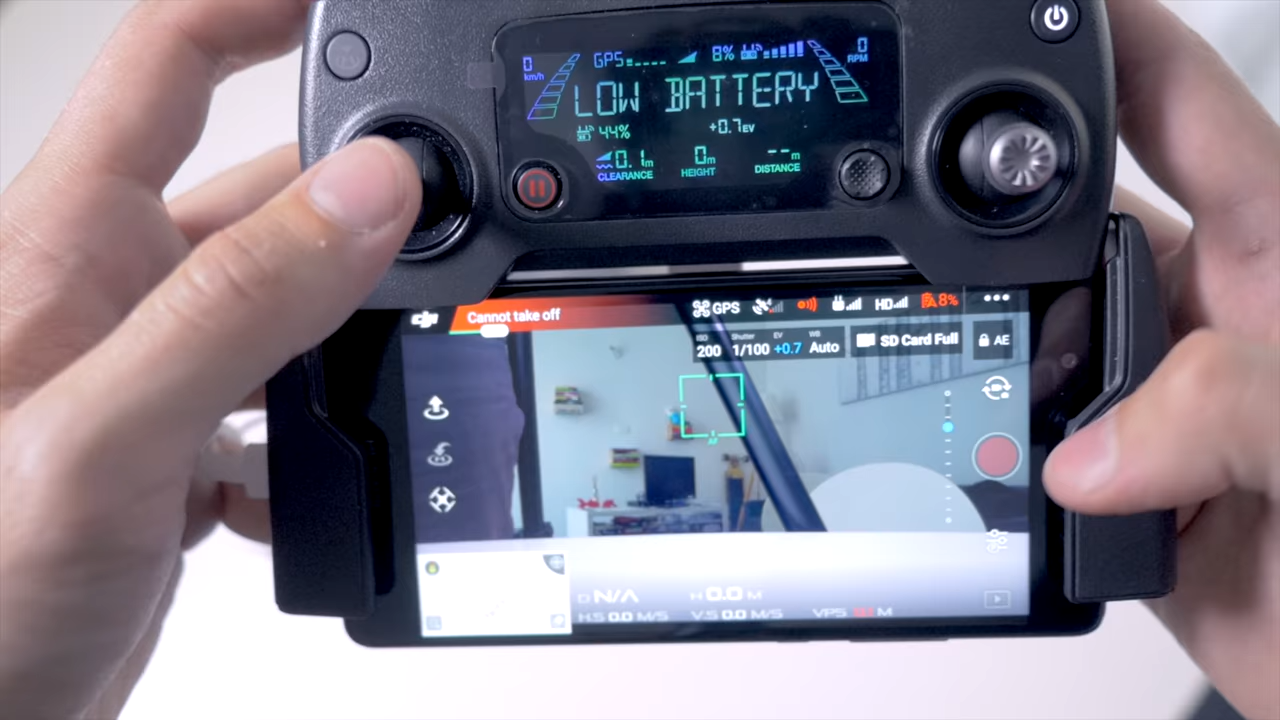 0 km/h
GPS 8%
0 RPM
LOW BATTERY
44% +0.7EV
0.1m 0m --m
CLEARANCE HEIGHT DISTANCE
dji Cannot take off GPS HD 8%
ISO Shutter EV WB
200 1/100 +0.7 Auto SD Card Full AE
AF
D N/A H 0.0 M
H.S 0.0 M/S V.S 0.0 M/S VPS M